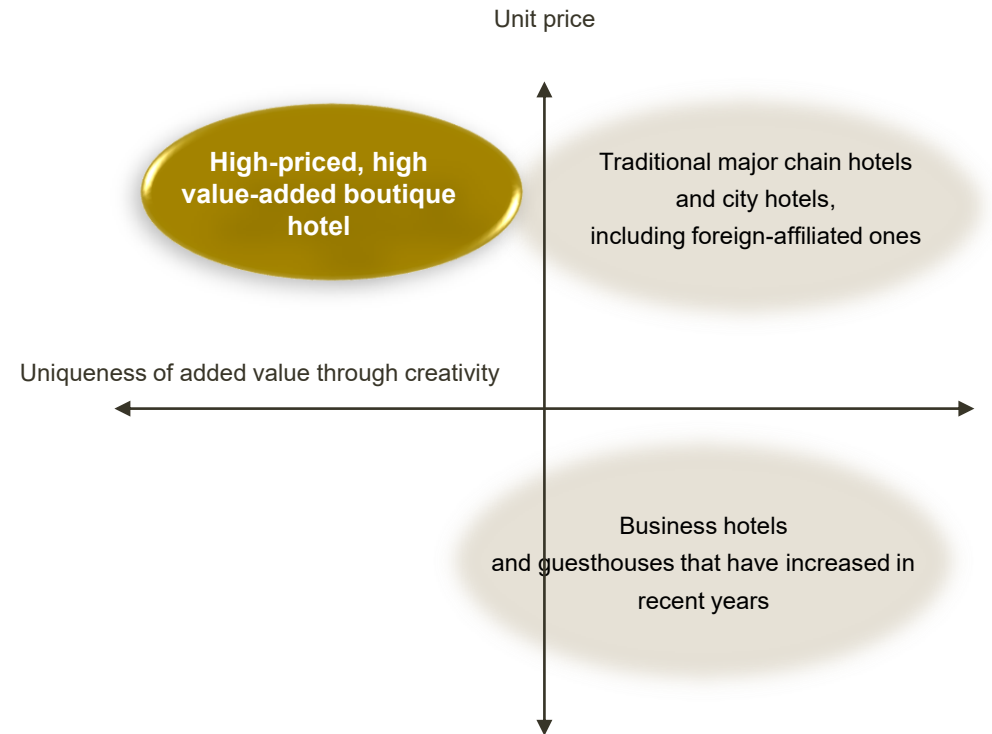 Unit price
High-priced, high
value-added boutique
hotel
Traditional major chain hotels
and city hotels,
including foreign-affiliated ones
Uniqueness of added value through creativity
Business hotels
and guesthouses that have increased in
recent years